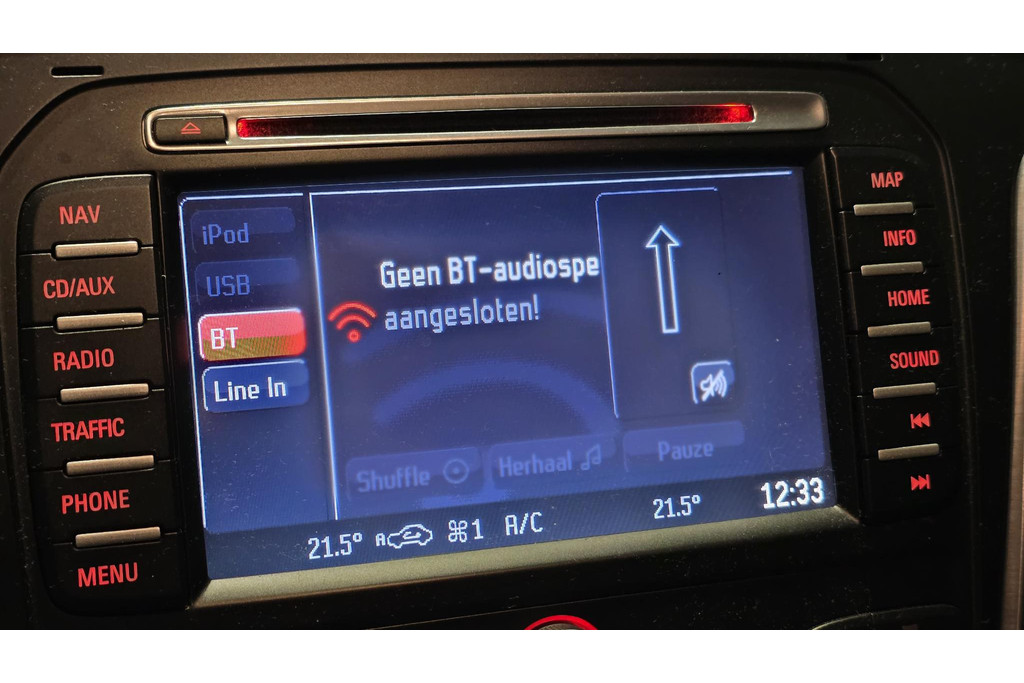 NAV
CD/AUX
RADIO
TRAFFIC
PHONE
MENU
iPod
USB
BT
Line In
Geen BT-audiospe
aangesloten!
Shuffle
Herhaal
Pauze
21.5° A 1 A/C 21.5° 12:33
MAP
INFO
HOME
SOUND